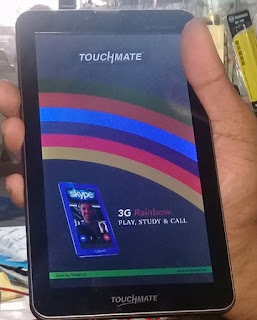 TOUCHMATE
skype
3G Rainbow
PLAY, STUDY & CALL
TOUCHMATE